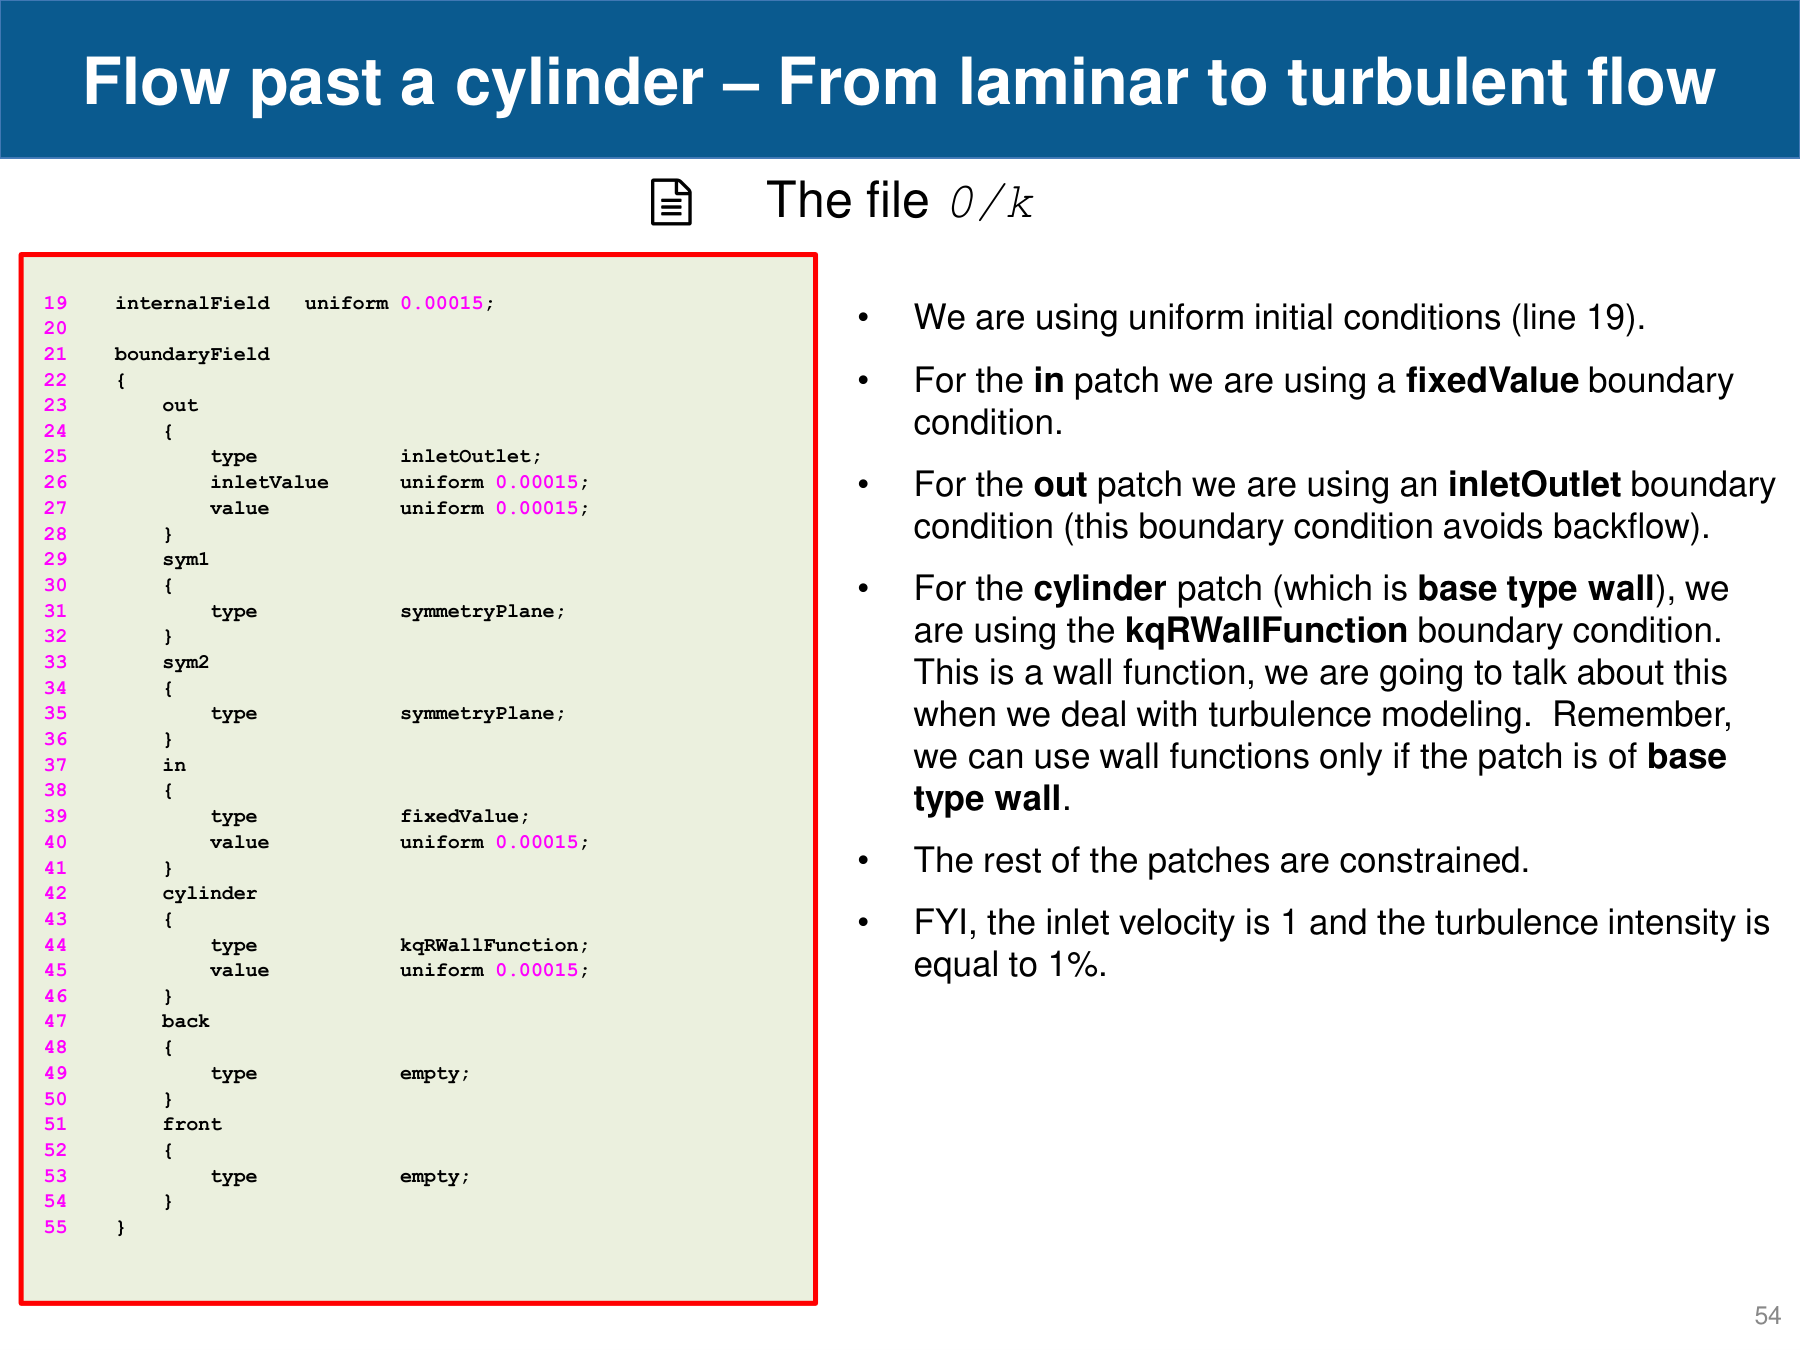 Flow past a cylinder – From laminar to turbulent flow
The file 0/k
19    internalField   uniform 0.00015;
20
21    boundaryField
22    {
23        out
24        {
25            type            inletOutlet;
26            inletValue      uniform 0.00015;
27            value           uniform 0.00015;
28        }
29        sym1
30        {
31            type            symmetryPlane;
32        }
33        sym2
34        {
35            type            symmetryPlane;
36        }
37        in
38        {
39            type            fixedValue;
40            value           uniform 0.00015;
41        }
42        cylinder
43        {
44            type            kqRWallFunction;
45            value           uniform 0.00015;
46        }
47        back
48        {
49            type            empty;
50        }
51        front
52        {
53            type            empty;
54        }
55    }
• We are using uniform initial conditions (line 19).
• For the in patch we are using a fixedValue boundary
condition.
• For the out patch we are using an inletOutlet boundary
condition (this boundary condition avoids backflow).
• For the cylinder patch (which is base type wall), we
are using the kqRWallFunction boundary condition.
This is a wall function, we are going to talk about this
when we deal with turbulence modeling.  Remember,
we can use wall functions only if the patch is of base
type wall.
• The rest of the patches are constrained.
• FYI, the inlet velocity is 1 and the turbulence intensity is
equal to 1%.
54